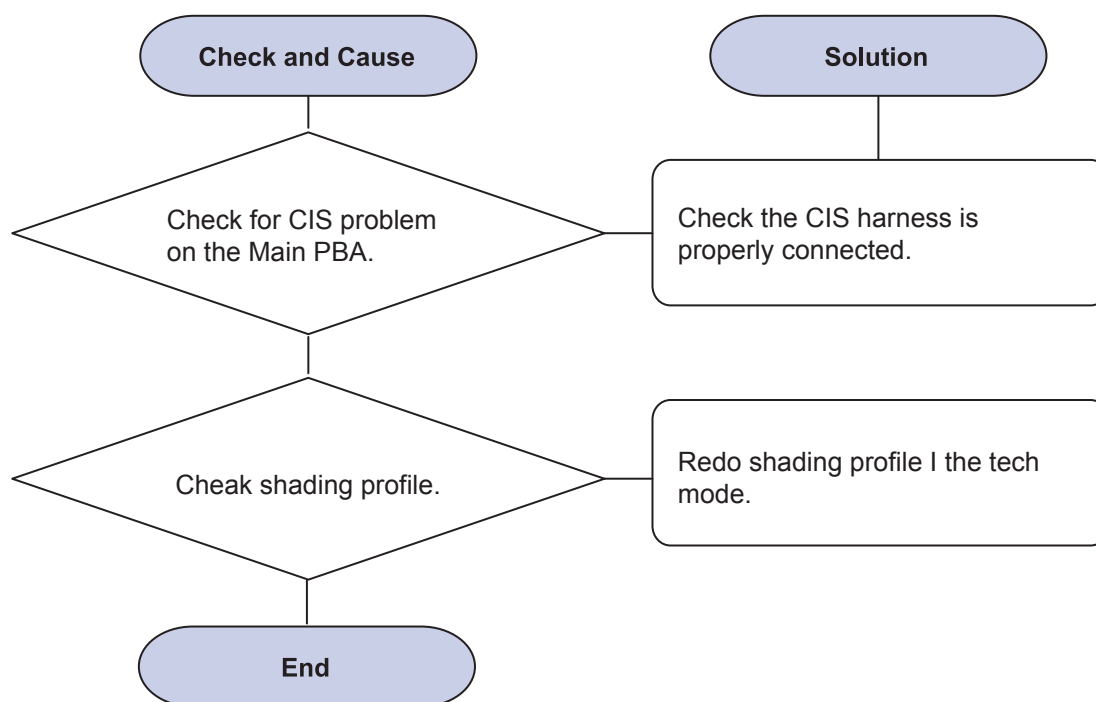 Check and Cause
Solution
Check for CIS problem
on the Main PBA.
Check the CIS harness is
properly connected.
Cheak shading profile.
Redo shading profile I the tech
mode.
End